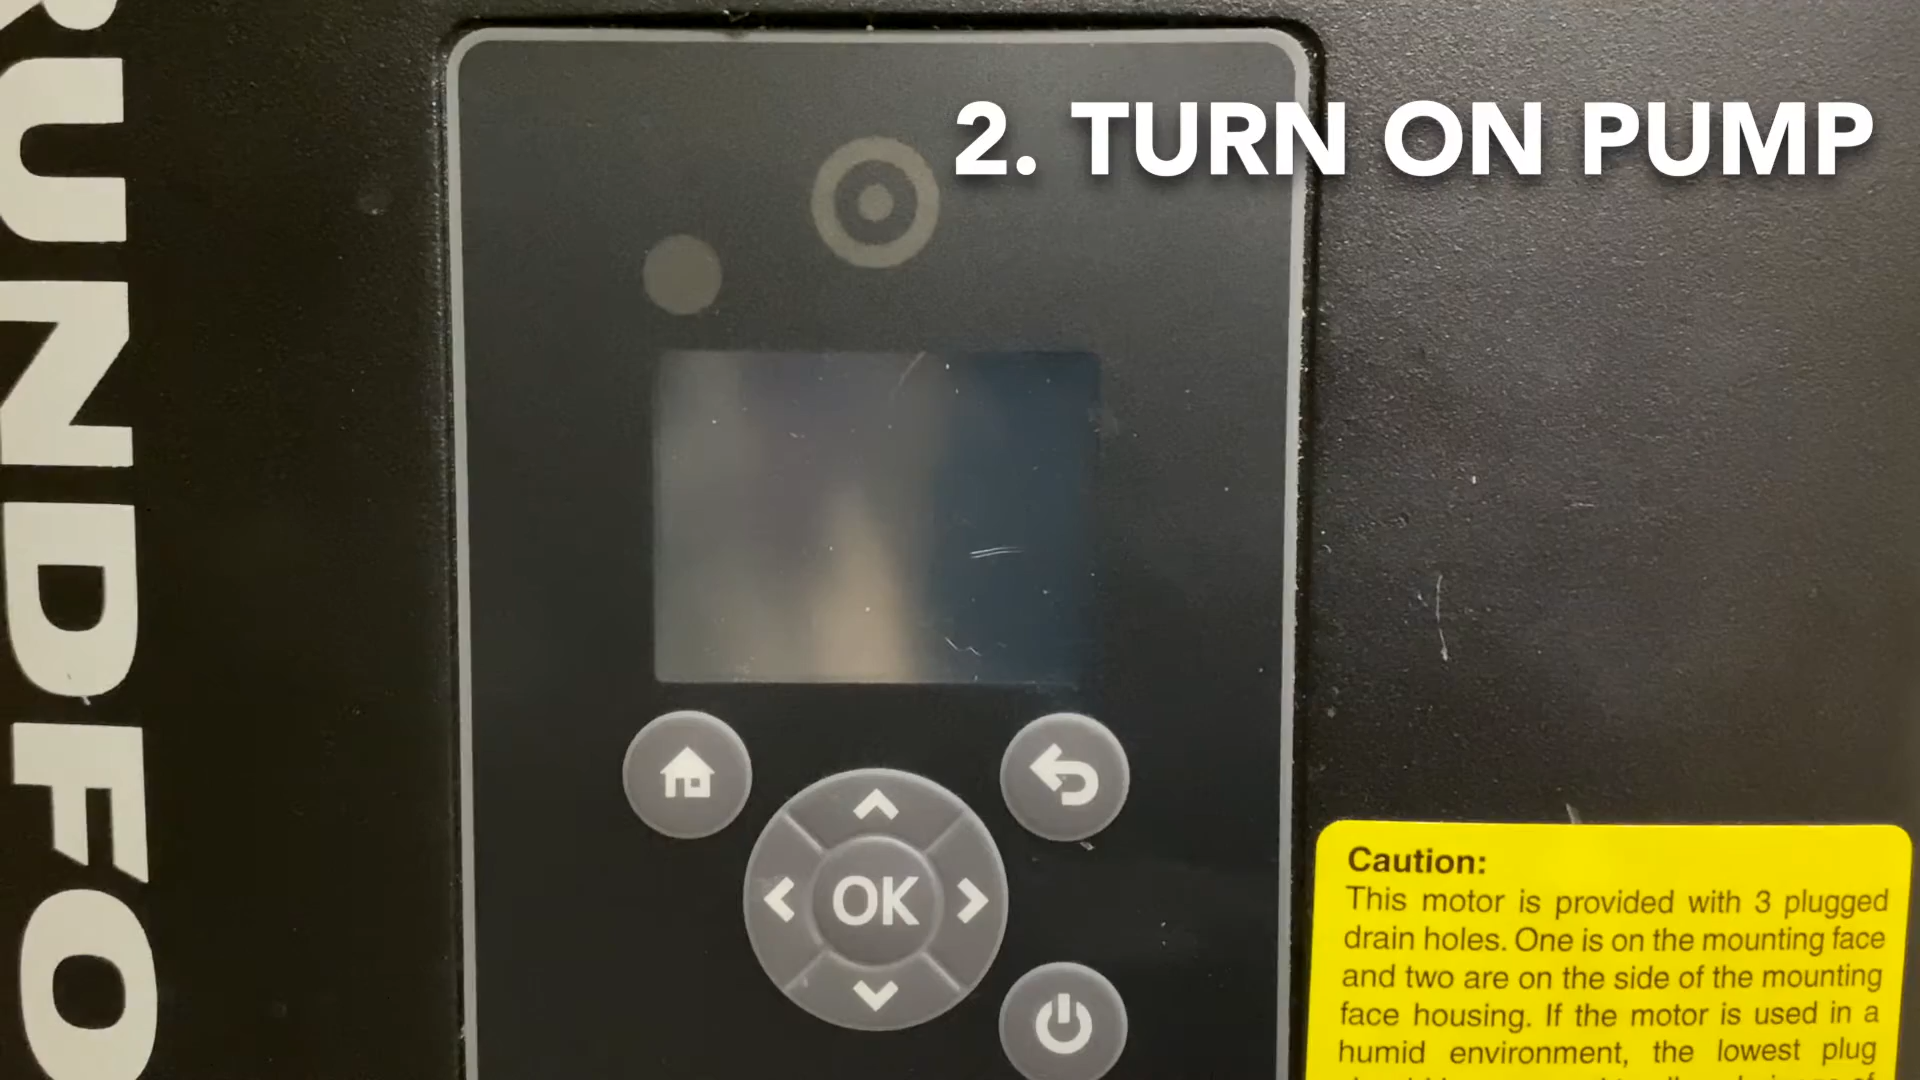 2. TURN ON PUMP
RUNDFO
OK
Caution:
This motor is provided with 3 plugged
drain holes. One is on the mounting face
and two are on the side of the mounting
face housing. If the motor is used in a
humid environment, the lowest plug